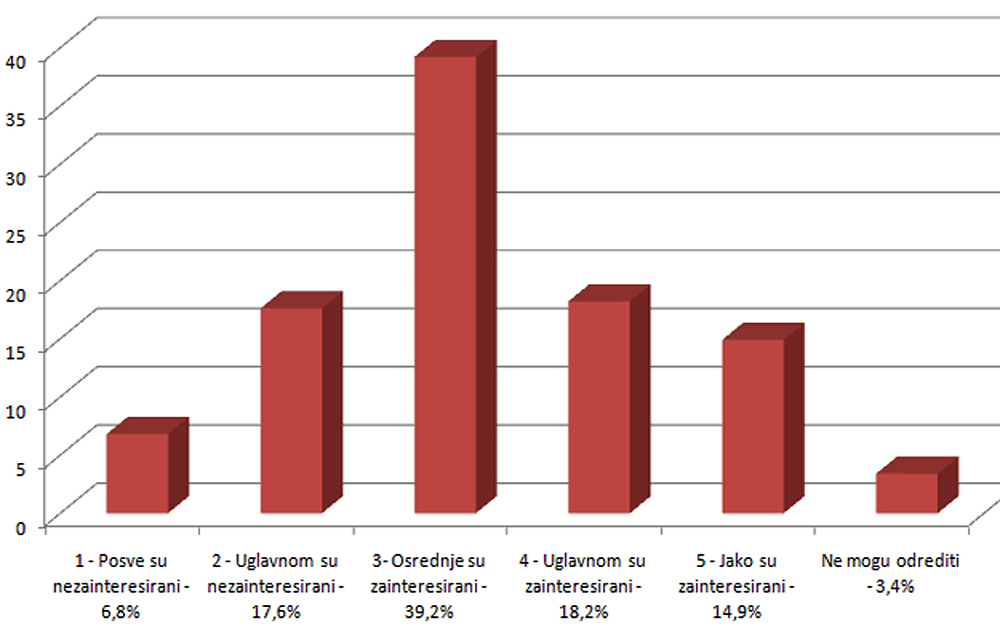 40
35
30
25
20
15
10
5
0
1 - Posve su
nezainteresirani -
6,8%
2 - Uglavnom su
nezainteresirani -
17,6%
3- Osrednje su
zainteresirani -
39,2%
4 - Uglavnom su
zainteresirani -
18,2%
5 - Jako su
zainteresirani -
14,9%
Ne mogu odrediti
- 3,4%